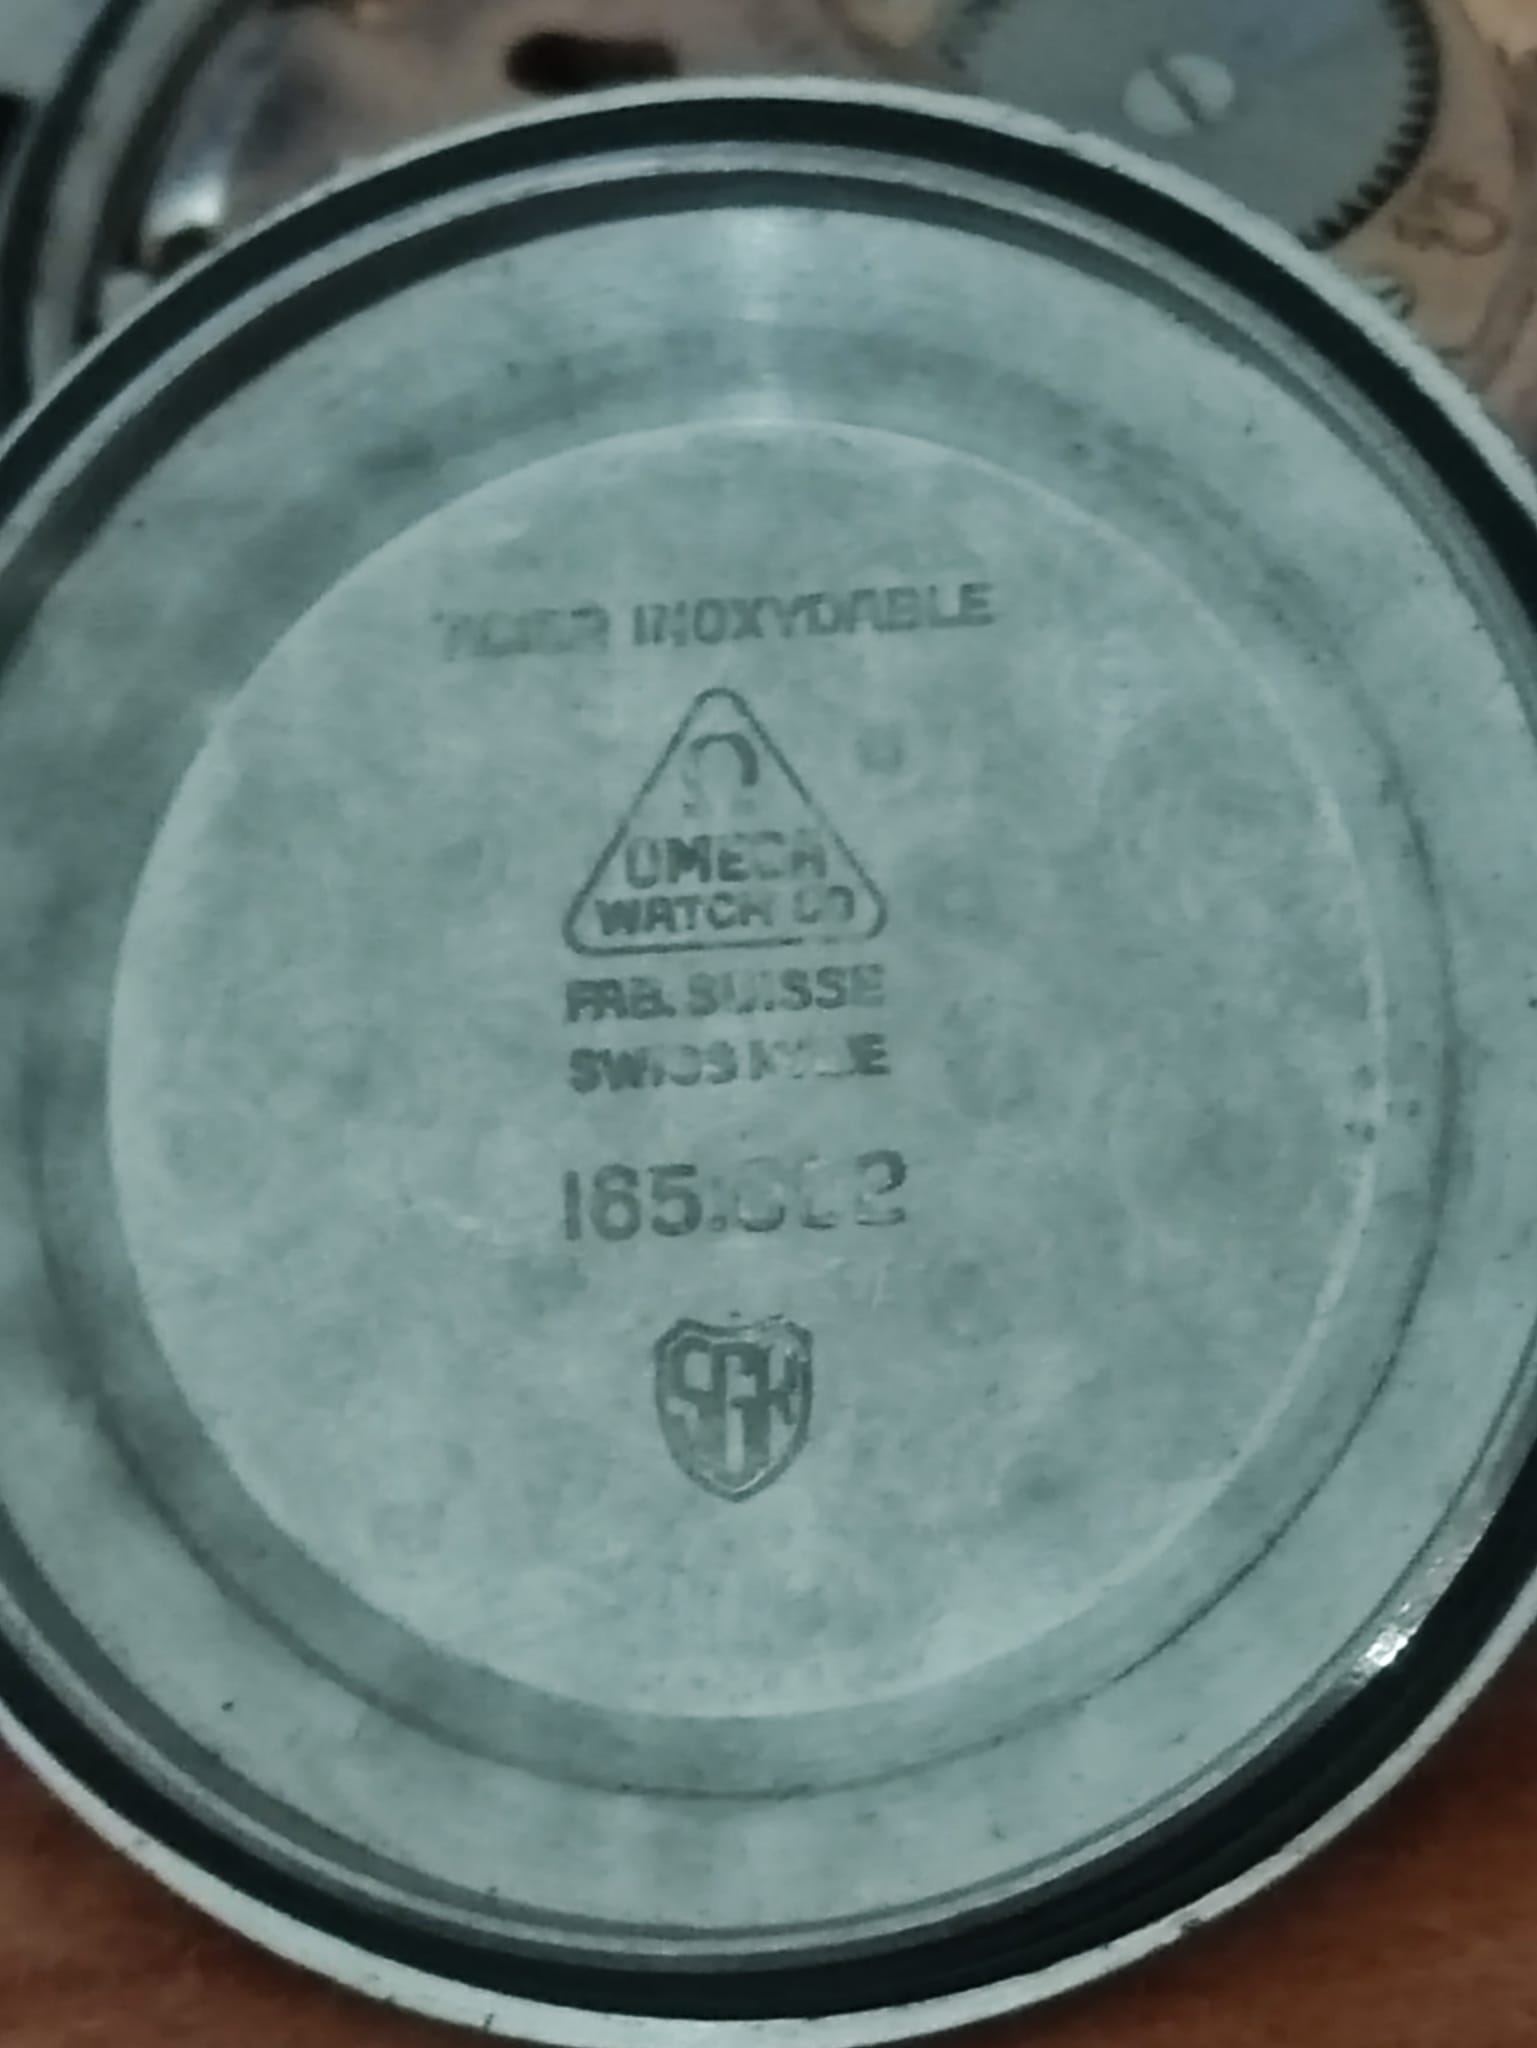 ACIER INOXYDABLE
Ω
OMEGA
WATCH Co
FAB. SUISSE
SWISS MADE